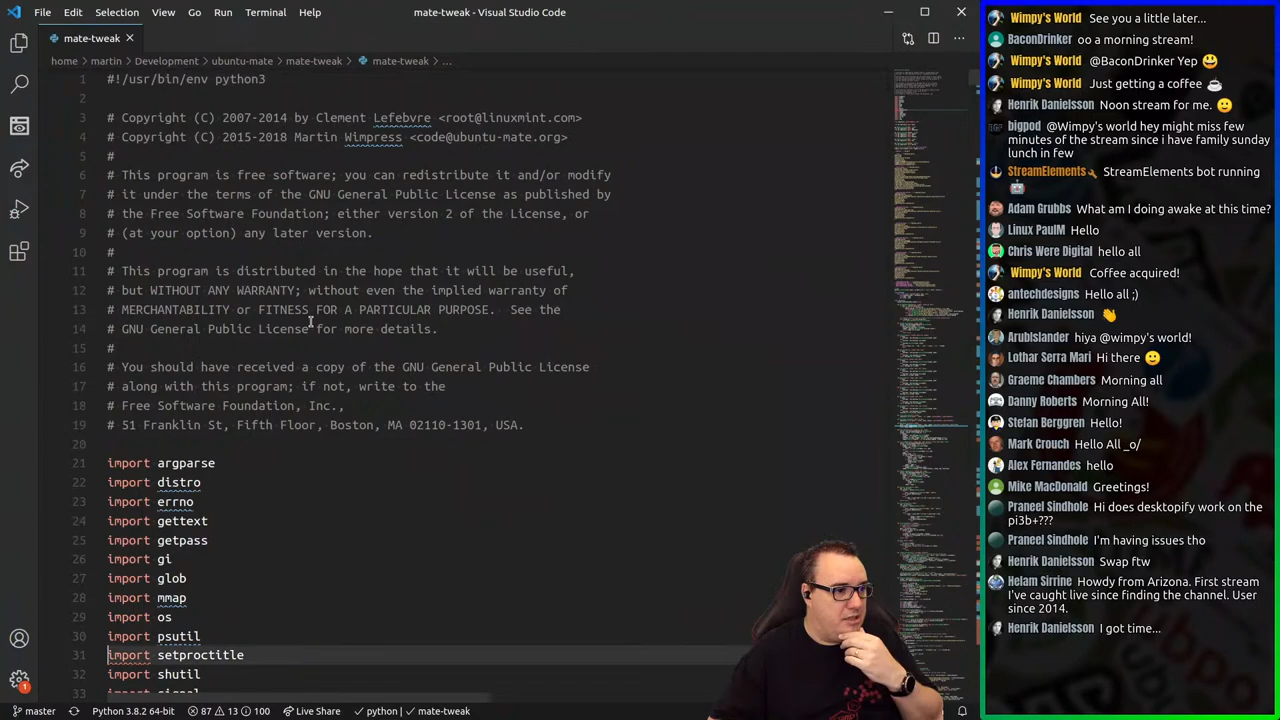 File Edit Selection View Go Run Terminal Help
mate-tweak - Visual Studio Code
mate-tweak
home martin Development ubuntu-mate mate-tweak mate-tweak ...
1 #!/usr/bin/env python3
2
3 # Copyright (C) 2007-2014 by Clement Lefebvre <root@linuxmint.com>
4 # Copyright (C) 2015-2018 Martin Wimpress <code@ubuntu-mate.org>
5 #
6 # This program is free software; you can redistribute it and/or modify
7 # it under the terms of the GNU General Public License as published by
8 # the Free Software Foundation; either version 2 of the License, or
9 # (at your option) any later version.
10 #
11 # This program is distributed in the hope that it will be useful,
12 # but WITHOUT ANY WARRANTY; without even the implied warranty of
13 # MERCHANTABILITY or FITNESS FOR A PARTICULAR PURPOSE. See the
14 # GNU General Public License for more details.
15 #
16 # You should have received a copy of the GNU General Public License
17 # along with this program; if not, write to the
18 # Free Software Foundation, Inc.,
19 # 51 Franklin St, Fifth Floor, Boston, MA 02110-1301, USA.
20
21 import argparse
22 import distro
23 import errno
24 import gettext
25 import getpass
26 import gi
27 import glob
28 import mmap
29 import os
30 import psutil
31 import setproctitle
32 import shutil
33 import signal
master Python 3.8.2 64-bit 87 13 100 Live Share python | mate-tweak
1
Wimpy's World See you a little later...
BaconDrinker oo a morning stream!
Wimpy's World @BaconDrinker Yep 😃
Wimpy's World Just getting a coffee ☕
Henrik Danielsson Noon stream for me. 🙂
bigpod @Wimpy's world hey might miss few
minutes of the stream since i have family sunday
lunch in few
StreamElements StreamElements bot running
🤖
Adam Grubbs What am I doing awake at this time?
Linux PaulM Hello
Chris Were Digital hello all
Wimpy's World Coffee acquired!
antechdesigns Hello all ;)
Henrik Danielsson 👋
ArubIslander hiya @wimpy's world!
Lothar Serra Mari Hi there 🙂
Graeme Chambers Morning all
Danny Roberts Morning All!
Stefan Berggren Hello!
Mark Crouch Hello All _o/
Alex Fernandes hello
Mike MacDonald Greetings!
Praneel Sindhole Hi does desktopify work on the
pi3b+???
Praneel Sindhole I'm having issues tho
Henrik Danielsson Swap ftw
Helam Sirrine Howdy from Arizona. First stream
I've caught live since finding the channel. User
since 2014.
Henrik Danielsson I got time...